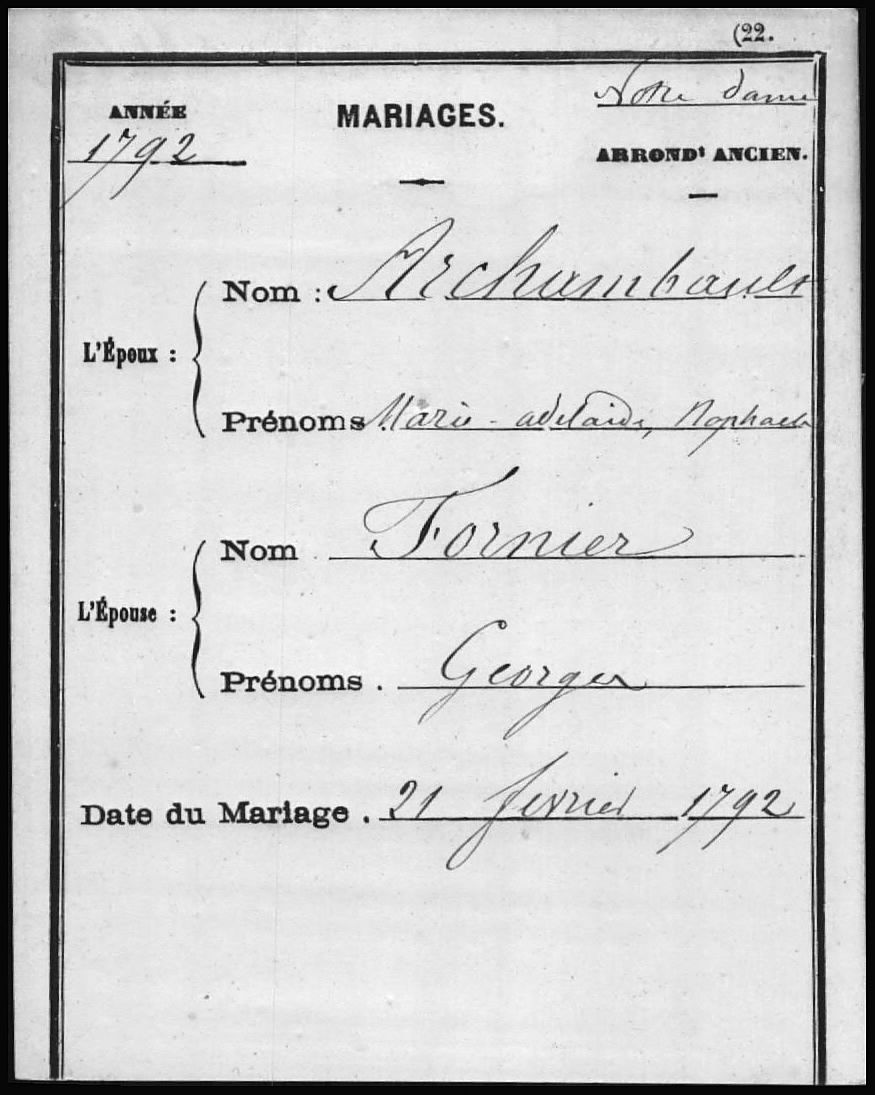 (22.
Notre dame
ANNÉE
1792
MARIAGES.
ARROND^t ANCIEN.
L'Époux :
Nom : Archambault
Prénoms Marie-adelaide, Raphaele
L'Épouse :
Nom Fornier
Prénoms . Georges
Date du Mariage . 21 fevrier 1792